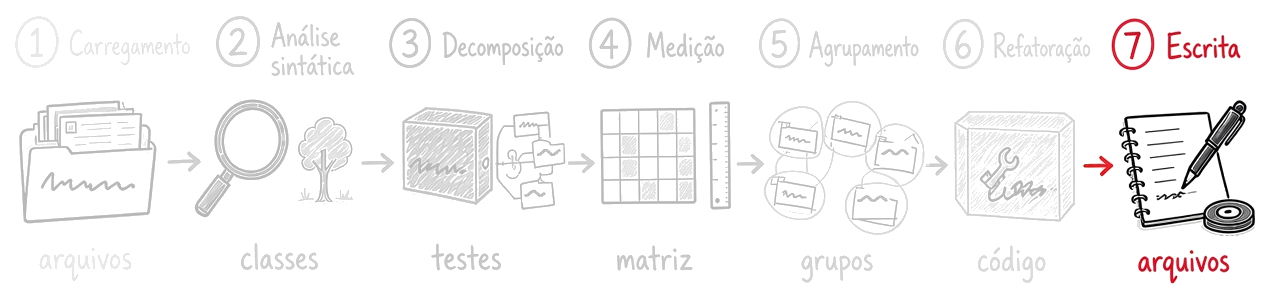 1 Carregamento
2 Análise
sintática
3 Decomposição
4 Medição
5 Agrupamento
6 Refatoração
7 Escrita
arquivos
classes
testes
matriz
grupos
código
arquivos